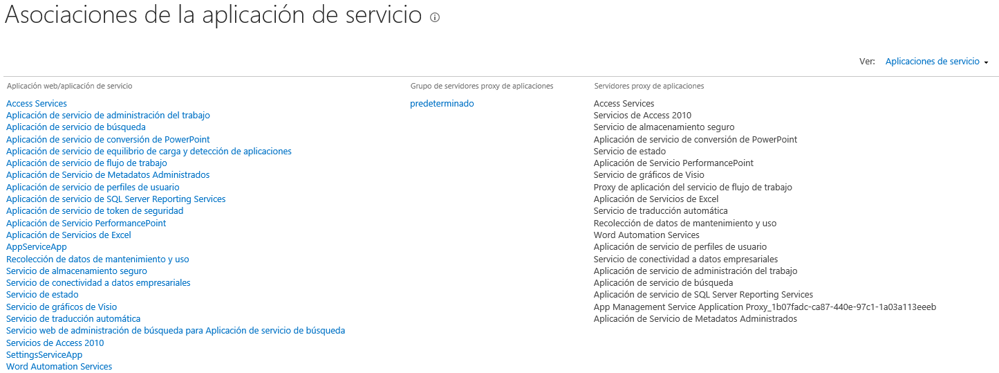 Asociaciones de la aplicación de servicio
Ver: Aplicaciones de servicio
Aplicación web/aplicación de servicio
Grupo de servidores proxy de aplicaciones
Servidores proxy de aplicaciones
Access Services
Aplicación de servicio de administración del trabajo
Aplicación de servicio de búsqueda
Aplicación de servicio de conversión de PowerPoint
Aplicación de servicio de equilibrio de carga y detección de aplicaciones
Aplicación de servicio de flujo de trabajo
Aplicación de Servicio de Metadatos Administrados
Aplicación de servicio de perfiles de usuario
Aplicación de servicio de SQL Server Reporting Services
Aplicación de servicio de token de seguridad
Aplicación de Servicio PerformancePoint
Aplicación de Servicios de Excel
AppServiceApp
Recolección de datos de mantenimiento y uso
Servicio de almacenamiento seguro
Servicio de conectividad a datos empresariales
Servicio de estado
Servicio de gráficos de Visio
Servicio de traducción automática
Servicio web de administración de búsqueda para Aplicación de servicio de búsqueda
Servicios de Access 2010
SettingsServiceApp
Word Automation Services
predeterminado
Access Services
Servicios de Access 2010
Servicio de almacenamiento seguro
Aplicación de servicio de conversión de PowerPoint
Servicio de estado
Aplicación de Servicio PerformancePoint
Servicio de gráficos de Visio
Proxy de aplicación del servicio de flujo de trabajo
Aplicación de Servicios de Excel
Servicio de traducción automática
Recolección de datos de mantenimiento y uso
Word Automation Services
Aplicación de servicio de perfiles de usuario
Servicio de conectividad a datos empresariales
Aplicación de servicio de administración del trabajo
Aplicación de servicio de búsqueda
Aplicación de servicio de SQL Server Reporting Services
App Management Service Application Proxy_1b07fadc-ca87-440e-97c1-1a03a113eeeb
Aplicación de Servicio de Metadatos Administrados